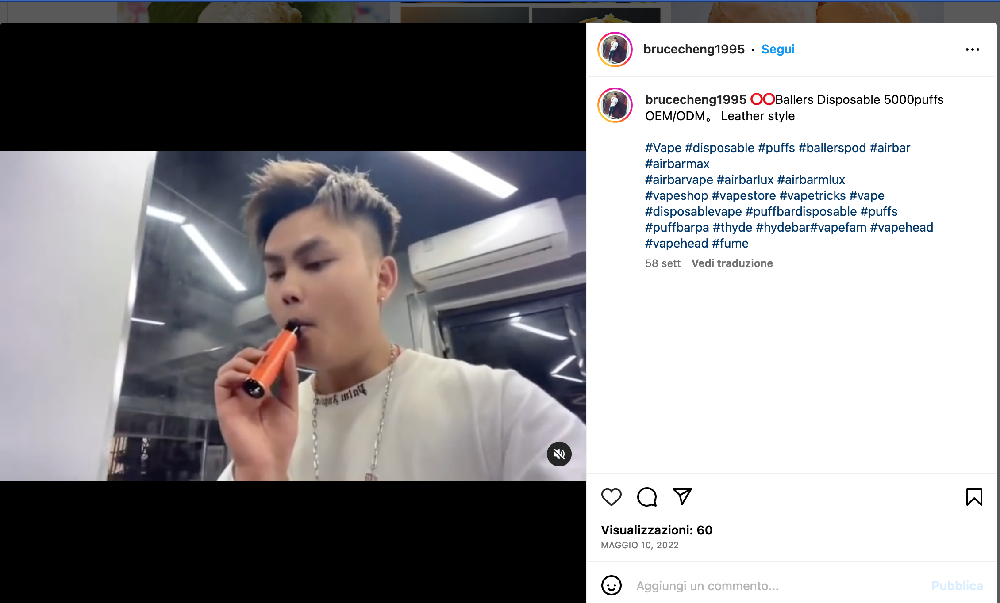 brucecheng1995 • Segui
brucecheng1995 ⭕⭕Ballers Disposable 5000puffs
OEM/ODM。 Leather style
#Vape #disposable #puffs #ballerspod #airbar
#airbarmax
#airbarvape #airbarlux #airbarmlux
#vapeshop #vapestore #vapetricks #vape
#disposablevape #puffbardisposable #puffs
#puffbarpa #thyde #hydebar#vapefam #vapehead
#vapehead #fume
58 sett Vedi traduzione
Visualizzazioni: 60
MAGGIO 10, 2022
Aggiungi un commento...
Pubblica